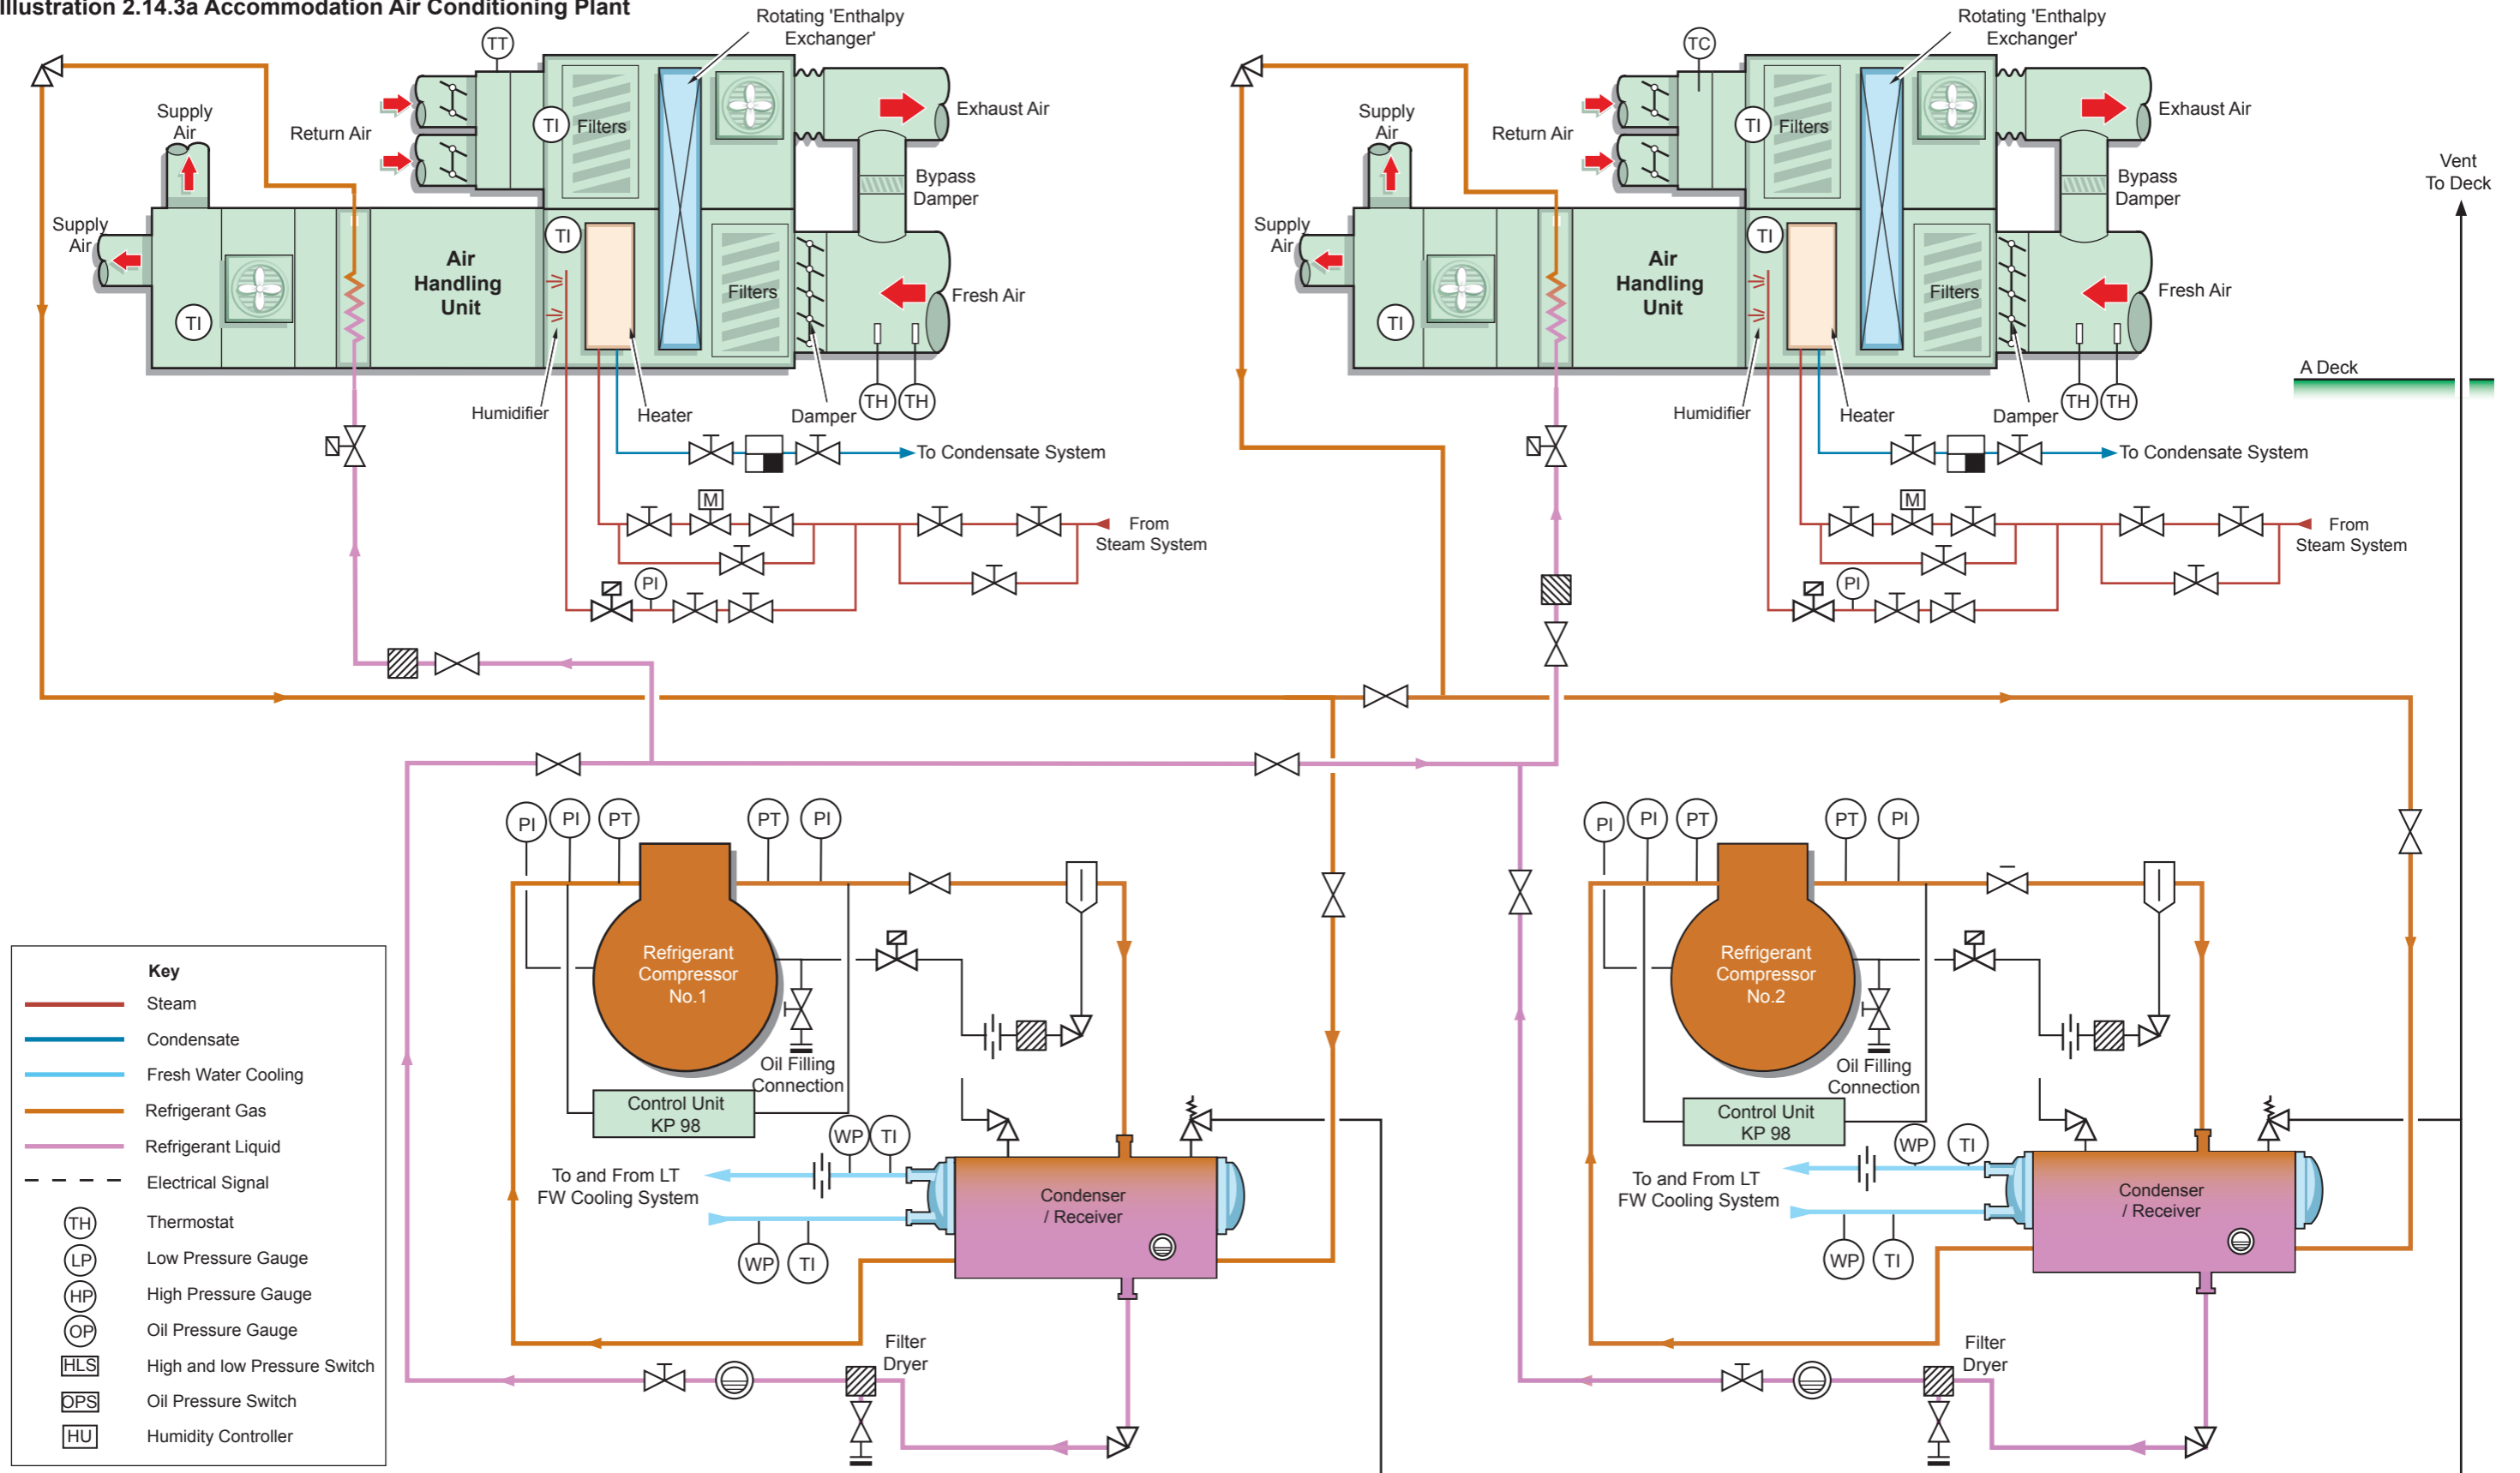 Illustration 2.14.3a Accommodation Air Conditioning Plant
Rotating 'Enthalpy
Exchanger'
TT
Supply
Air
Return Air
TI
Filters
Exhaust Air
Bypass
Damper
Supply
Air
TI
Air
Handling
Unit
TI
Filters
Fresh Air
TH
TH
Humidifier
Heater
Damper
To Condensate System
M
From
Steam System
PI
Rotating 'Enthalpy
Exchanger'
TC
Supply
Air
Return Air
TI
Filters
Exhaust Air
Bypass
Damper
Supply
Air
TI
Air
Handling
Unit
TI
Filters
Fresh Air
TH
TH
Humidifier
Heater
Damper
To Condensate System
M
From
Steam System
PI
Vent
To Deck
A Deck
PI
PI
PT
PT
PI
Refrigerant
Compressor
No.1
Oil Filling
Connection
Control Unit
KP 98
WP
TI
To and From LT
FW Cooling System
WP
TI
Condenser
/ Receiver
Filter
Dryer
PI
PI
PT
PT
PI
Refrigerant
Compressor
No.2
Oil Filling
Connection
Control Unit
KP 98
WP
TI
To and From LT
FW Cooling System
WP
TI
Condenser
/ Receiver
Filter
Dryer
Key
Steam
Condensate
Fresh Water Cooling
Refrigerant Gas
Refrigerant Liquid
Electrical Signal
TH Thermostat
LP Low Pressure Gauge
HP High Pressure Gauge
OP Oil Pressure Gauge
HLS High and low Pressure Switch
OPS Oil Pressure Switch
HU Humidity Controller